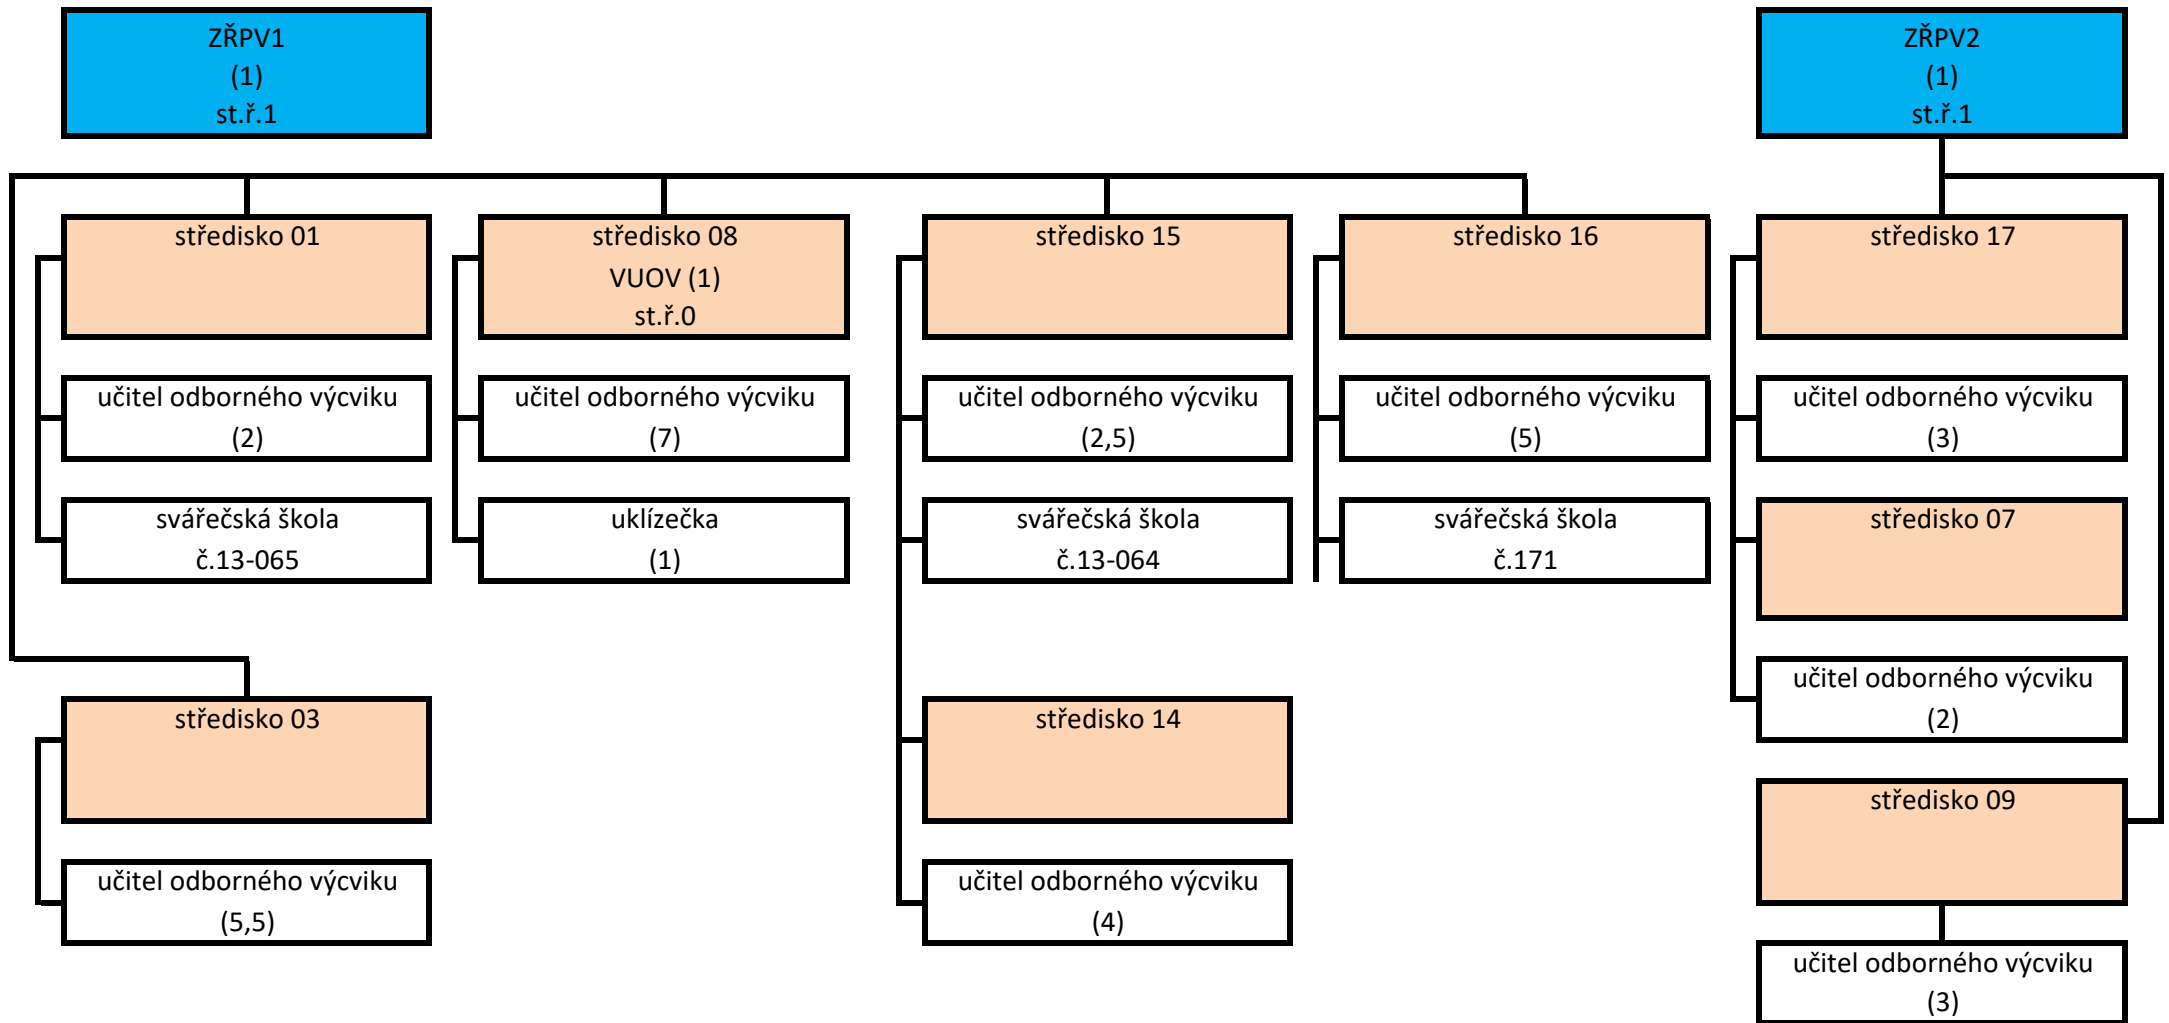 ZŘPV1
(1)
st.ř.1
ZŘPV2
(1)
st.ř.1
středisko 01
středisko 08
VUOV (1)
st.ř.0
středisko 15
středisko 16
středisko 17
učitel odborného výcviku
(2)
učitel odborného výcviku
(7)
učitel odborného výcviku
(2,5)
učitel odborného výcviku
(5)
učitel odborného výcviku
(3)
svářečská škola
č.13-065
uklízečka
(1)
svářečská škola
č.13-064
svářečská škola
č.171
středisko 07
učitel odborného výcviku
(2)
středisko 03
středisko 14
středisko 09
učitel odborného výcviku
(5,5)
učitel odborného výcviku
(4)
učitel odborného výcviku
(3)